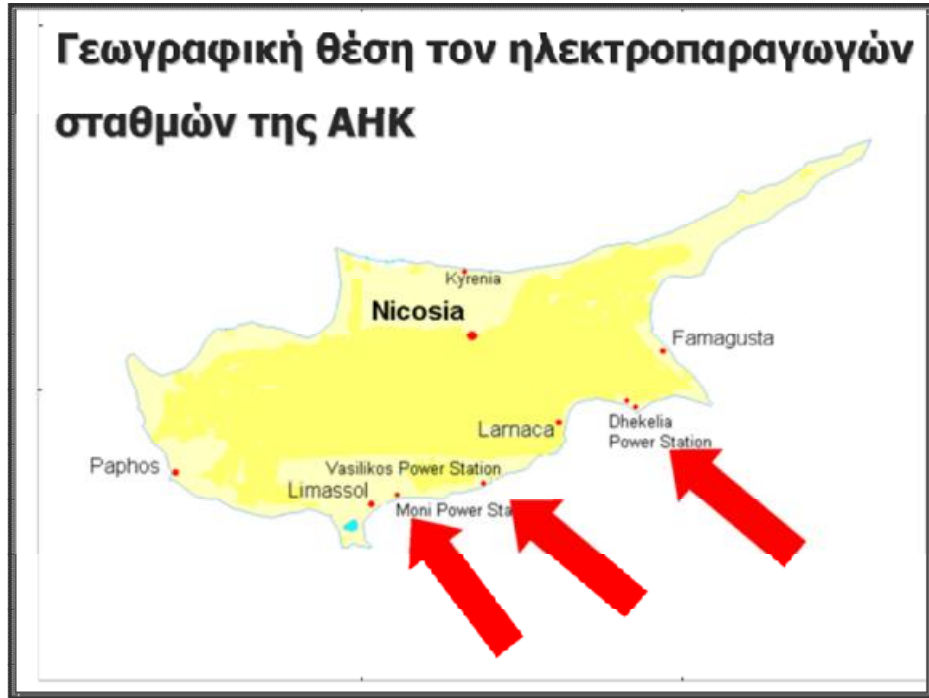 Γεωγραφική θέση τον ηλεκτροπαραγωγών
σταθμών της ΑΗΚ
Kyrenia
Nicosia
Famagusta
Larnaca
Dhekelia
Power Station
Paphos
Vasilikos Power Station
Limassol
Moni Power Sta